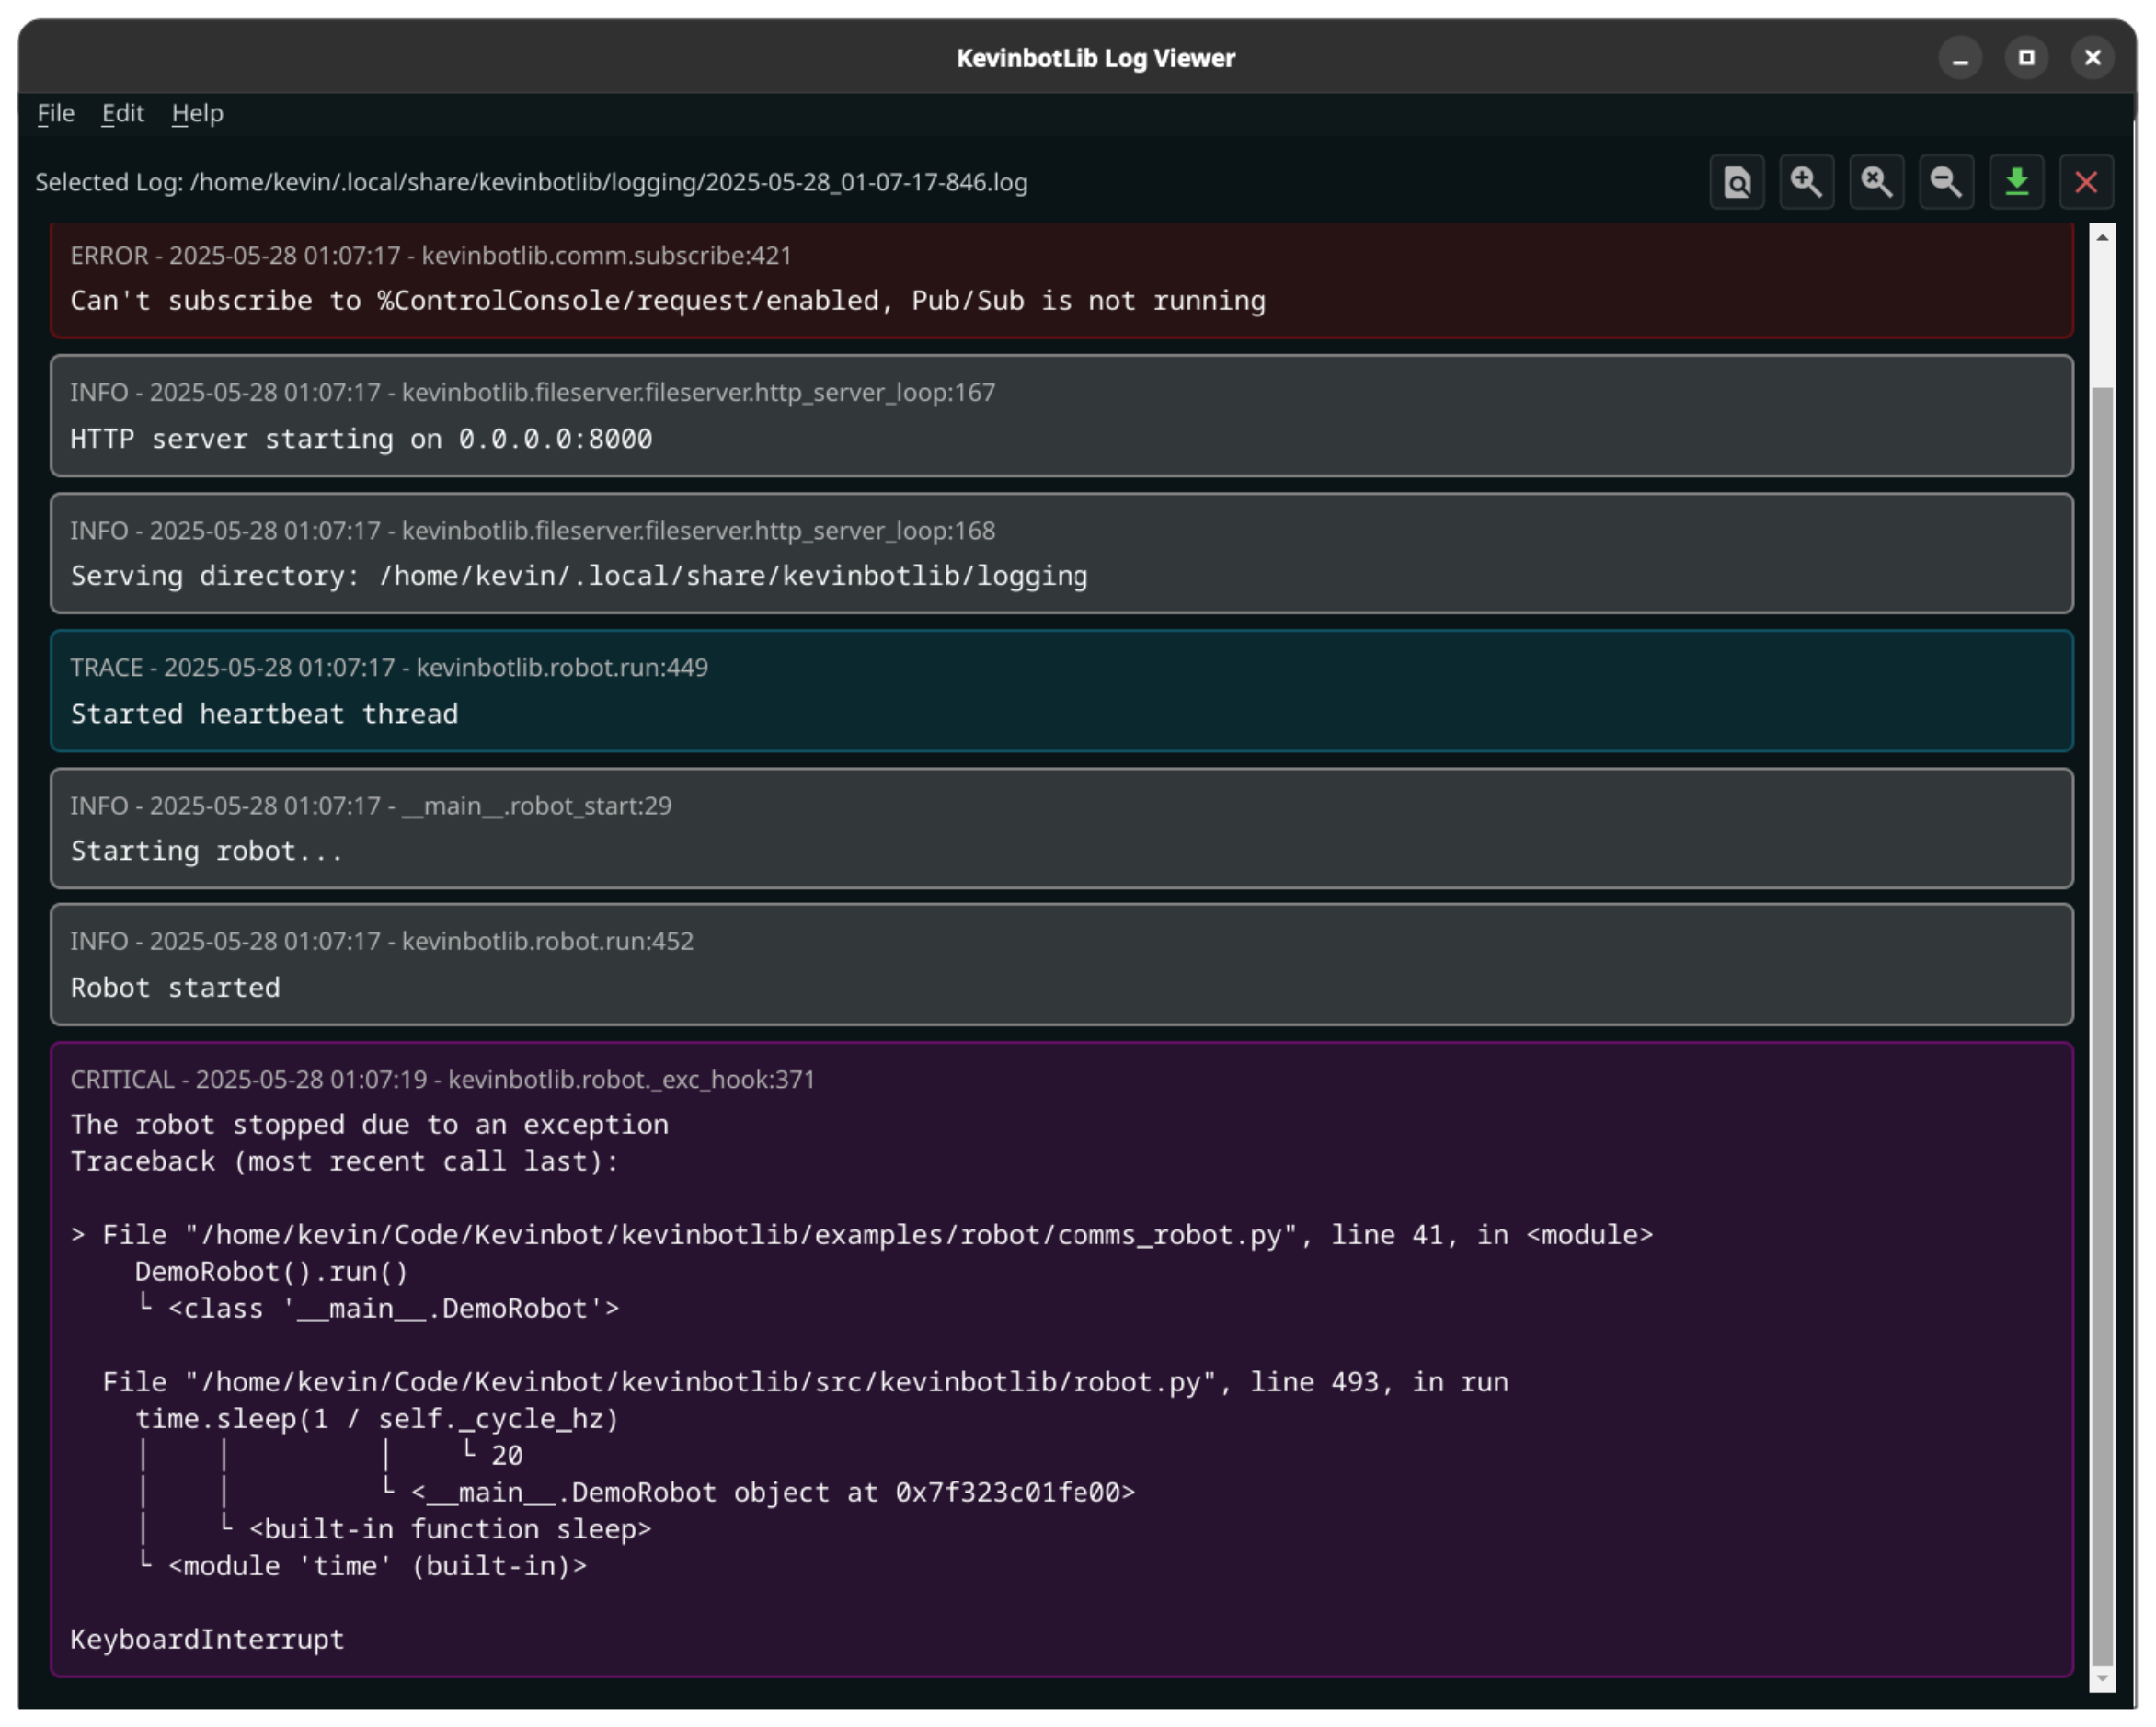 KevinbotLib Log Viewer
File Edit Help
Selected Log: /home/kevin/.local/share/kevinbotlib/logging/2025-05-28_01-07-17-846.log
ERROR - 2025-05-28 01:07:17 - kevinbotlib.comm.subscribe:421
Can't subscribe to %ControlConsole/request/enabled, Pub/Sub is not running
INFO - 2025-05-28 01:07:17 - kevinbotlib.fileserver.fileserver.http_server_loop:167
HTTP server starting on 0.0.0.0:8000
INFO - 2025-05-28 01:07:17 - kevinbotlib.fileserver.fileserver.http_server_loop:168
Serving directory: /home/kevin/.local/share/kevinbotlib/logging
TRACE - 2025-05-28 01:07:17 - kevinbotlib.robot.run:449
Started heartbeat thread
INFO - 2025-05-28 01:07:17 - __main__.robot_start:29
Starting robot...
INFO - 2025-05-28 01:07:17 - kevinbotlib.robot.run:452
Robot started
CRITICAL - 2025-05-28 01:07:19 - kevinbotlib.robot._exc_hook:371
The robot stopped due to an exception
Traceback (most recent call last):
> File "/home/kevin/Code/Kevinbot/kevinbotlib/examples/robot/comms_robot.py", line 41, in <module>
    DemoRobot().run()
    └ <class '__main__.DemoRobot'>
  File "/home/kevin/Code/Kevinbot/kevinbotlib/src/kevinbotlib/robot.py", line 493, in run
    time.sleep(1 / self._cycle_hz)
    │    │         │    └ 20
    │    │         └ <__main__.DemoRobot object at 0x7f323c01fe00>
    │    └ <built-in function sleep>
    └ <module 'time' (built-in)>
KeyboardInterrupt